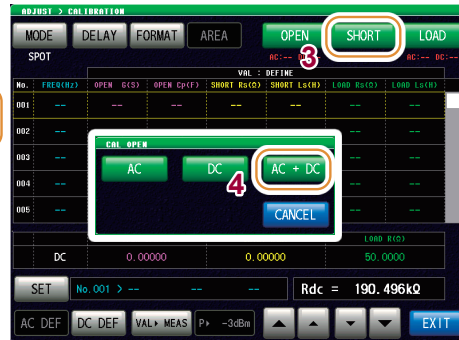 ADJUST > CALIBRATION
MODE DELAY FORMAT AREA OPEN SHORT LOAD
SPOT AC:-- DC 3 AC:-- DC:
VAL : DEFINE
No. FREQ(Hz) OPEN G(S) OPEN Cp(F) SHORT Rs(Ω) SHORT Ls(H) LOAD Rs(Ω) LOAD Ls(H)
001 -- -- -- -- -- -- --
002 -- -- --
CAL OPEN
003 -- AC DC AC + DC -- --
4
004 -- -- --
005 -- CANCEL -- --
LOAD R(Ω)
DC 0.00000 0.00000 50.0000
SET No.001 > -- -- -- Rdc = 190.496kΩ
AC DEF DC DEF VAL▸ MEAS P▸ -3dBm ▲ ▲ ▼ ▼ EXIT